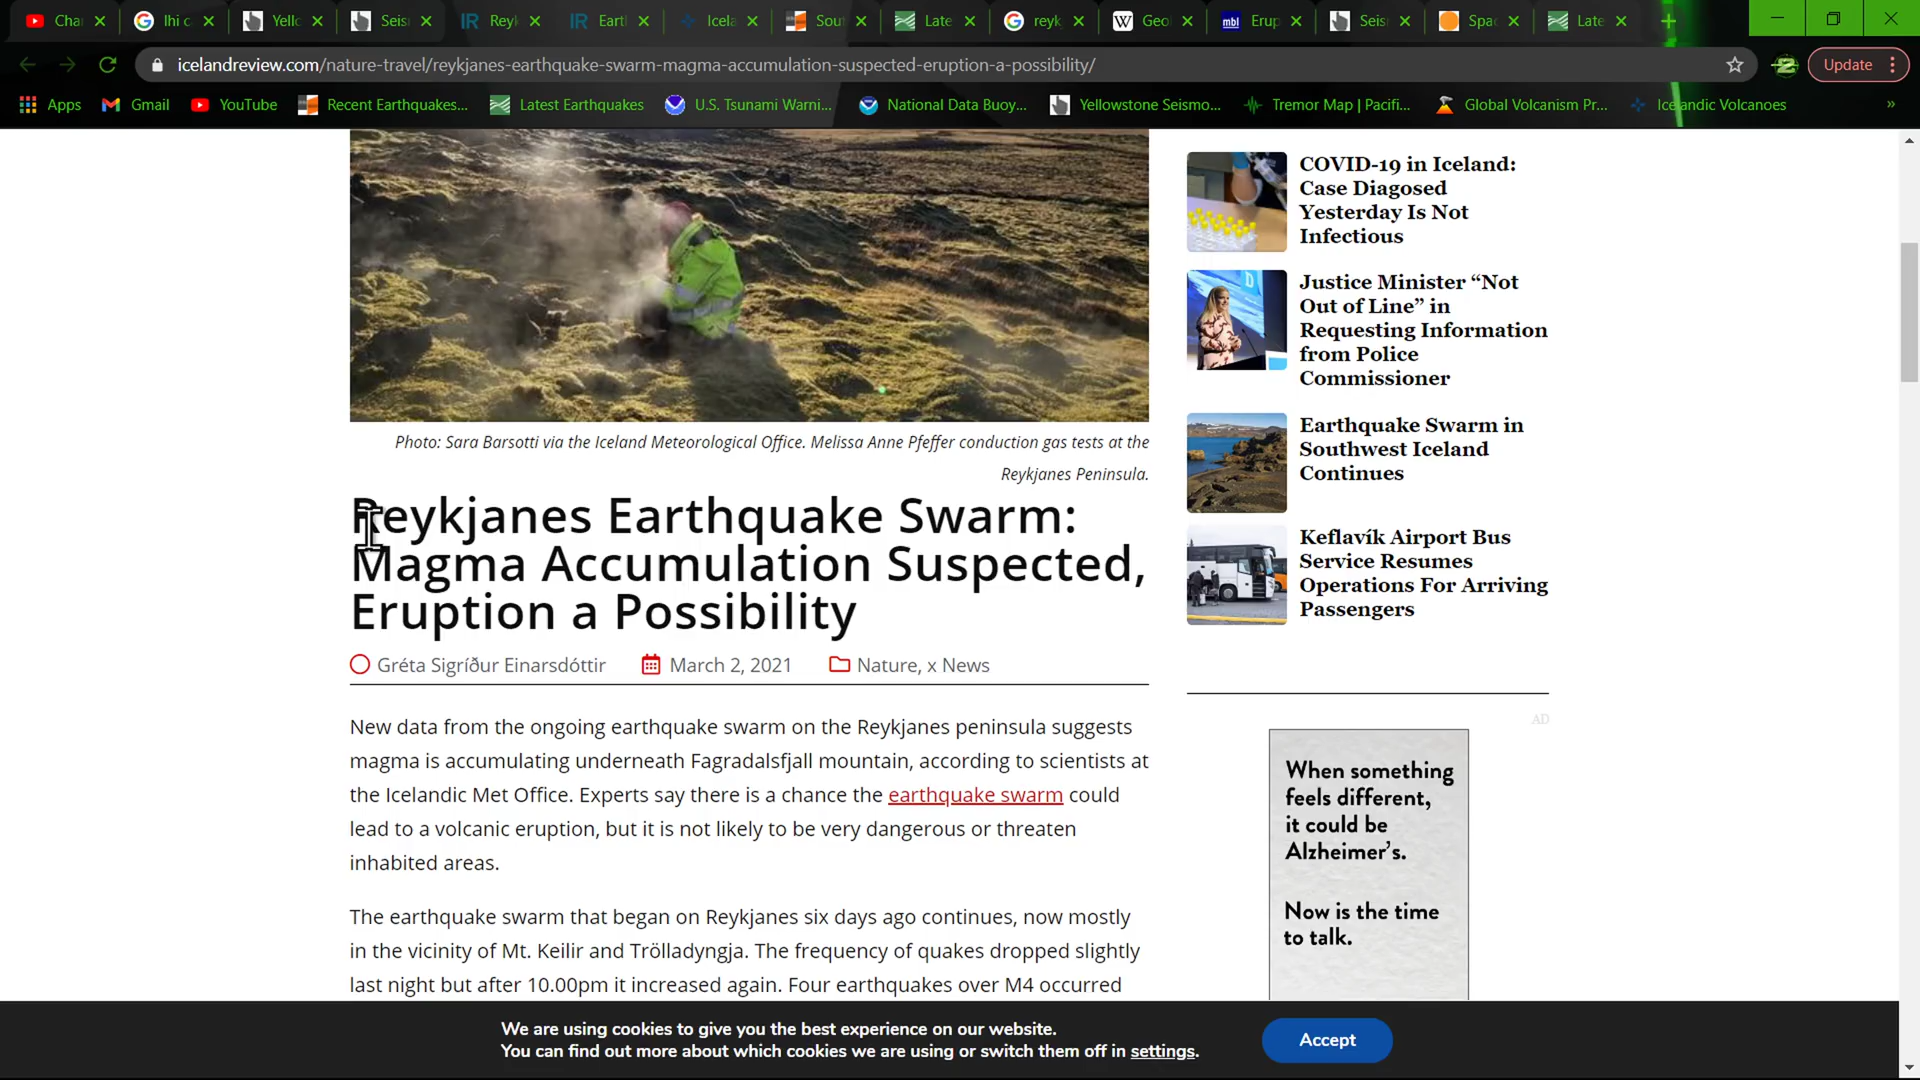 Cha
Ihi c
Yell
Seis
Reyk
Eart
Icela
Sout
Late
reyk
Geo
Erup
Seis
Spac
Late
icelandreview.com/nature-travel/reykjanes-earthquake-swarm-magma-accumulation-suspected-eruption-a-possibility/
Update
Apps
Gmail
YouTube
Recent Earthquakes...
Latest Earthquakes
U.S. Tsunami Warni...
National Data Buoy...
Yellowstone Seismo...
Tremor Map | Pacifi...
Global Volcanism Pr...
Icelandic Volcanoes
»
Photo: Sara Barsotti via the Iceland Meteorological Office. Melissa Anne Pfeffer conduction gas tests at the
Reykjanes Peninsula.
Reykjanes Earthquake Swarm:
Magma Accumulation Suspected,
Eruption a Possibility
Gréta Sigríður Einarsdóttir
March 2, 2021
Nature, x News
New data from the ongoing earthquake swarm on the Reykjanes peninsula suggests
magma is accumulating underneath Fagradalsfjall mountain, according to scientists at
the Icelandic Met Office. Experts say there is a chance the earthquake swarm could
lead to a volcanic eruption, but it is not likely to be very dangerous or threaten
inhabited areas.
The earthquake swarm that began on Reykjanes six days ago continues, now mostly
in the vicinity of Mt. Keilir and Trölladyngja. The frequency of quakes dropped slightly
last night but after 10.00pm it increased again. Four earthquakes over M4 occurred
COVID-19 in Iceland:
Case Diagosed
Yesterday Is Not
Infectious
Justice Minister “Not
Out of Line” in
Requesting Information
from Police
Commissioner
Earthquake Swarm in
Southwest Iceland
Continues
Keflavík Airport Bus
Service Resumes
Operations For Arriving
Passengers
AD
When something
feels different,
it could be
Alzheimer’s.
Now is the time
to talk.
We are using cookies to give you the best experience on our website.
You can find out more about which cookies we are using or switch them off in settings.
Accept